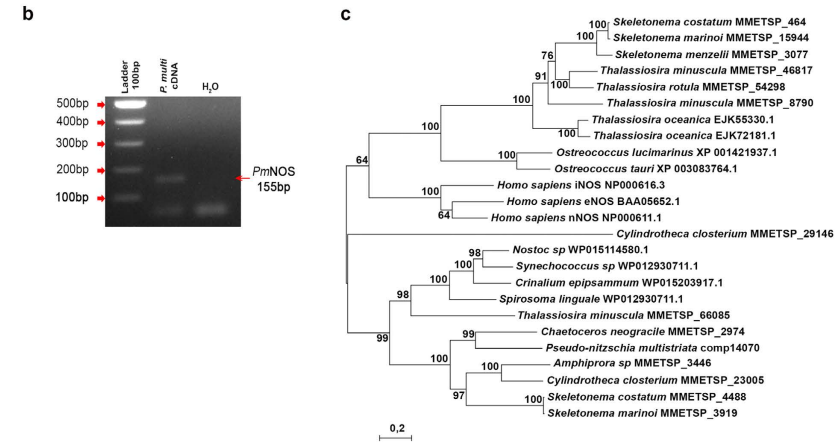 b
Ladder
100bp
P. multi
cDNA
H₂O
500bp
400bp
300bp
200bp
100bp
PmNOS
155bp
c
100
Skeletonema costatum MMETSP_464
100
Skeletonema marinoi MMETSP_15944
76
Skeletonema menzelii MMETSP_3077
Thalassiosira minuscula MMETSP_46817
91
100
Thalassiosira rotula MMETSP_54298
100
Thalassiosira minuscula MMETSP_8790
Thalassiosira oceanica EJK55330.1
100
100
Thalassiosira oceanica EJK72181.1
Ostreococcus lucimarinus XP 001421937.1
100
64
Ostreococcus tauri XP 003083764.1
Homo sapiens iNOS NP000616.3
100
Homo sapiens eNOS BAA05652.1
64
Homo sapiens nNOS NP000611.1
Cylindrotheca closterium MMETSP_29146
98
Nostoc sp WP015114580.1
100
Synechococcus sp WP012930711.1
100
Crinalium epipsammum WP015203917.1
98
Spirosoma linguale WP012930711.1
Thalassiosira minuscula MMETSP_66085
99
99
Chaetoceros neogracile MMETSP_2974
Pseudo-nitzschia multistriata comp14070
100
100
Amphiprora sp MMETSP_3446
97
Cylindrotheca closterium MMETSP_23005
100
Skeletonema costatum MMETSP_4488
Skeletonema marinoi MMETSP_3919
0,2